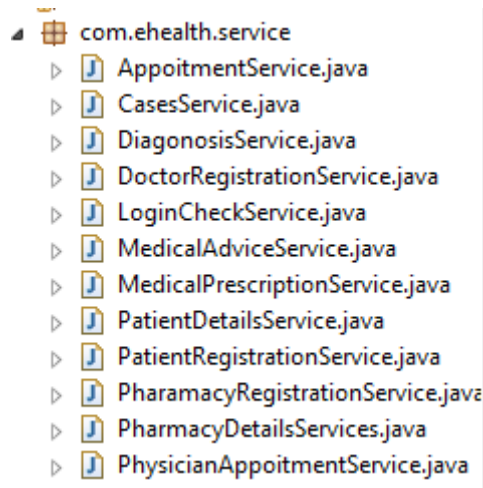 com.ehealth.service
AppoitmentService.java
CasesService.java
DiagonosisService.java
DoctorRegistrationService.java
LoginCheckService.java
MedicalAdviceService.java
MedicalPrescriptionService.java
PatientDetailsService.java
PatientRegistrationService.java
PharamacyRegistrationService.java
PharmacyDetailsServices.java
PhysicianAppoitmentService.java